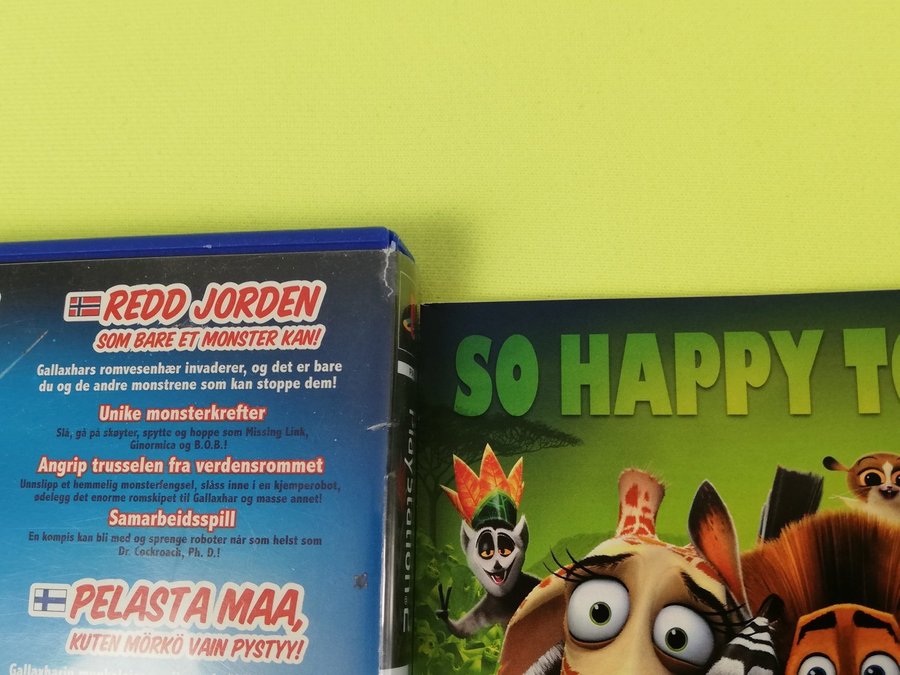 REDD JORDEN
SOM BARE ET MONSTER KAN!
Gallaxhars romvesenhær invaderer, og det er bare
du og de andre monstrene som kan stoppe dem!
Unike monsterkrefter
Slå, gå på skøyter, spytte og hoppe som Missing Link,
Ginormica og B.O.B.!
Angrip trusselen fra verdensrommet
Unnslipp et hemmelig monsterfengsel, slåss inne i en kjemperobot,
ødelegg det enorme romskipet til Gallaxhar og masse annet!
Samarbeidsspill
En kompis kan bli med og sprenge roboter når som helst som
Dr. Cockroach, Ph. D.!
PELASTA MAA,
KUTEN MÖRKÖ VAIN PYSTYY!
PlayStation
SO HAPPY TO